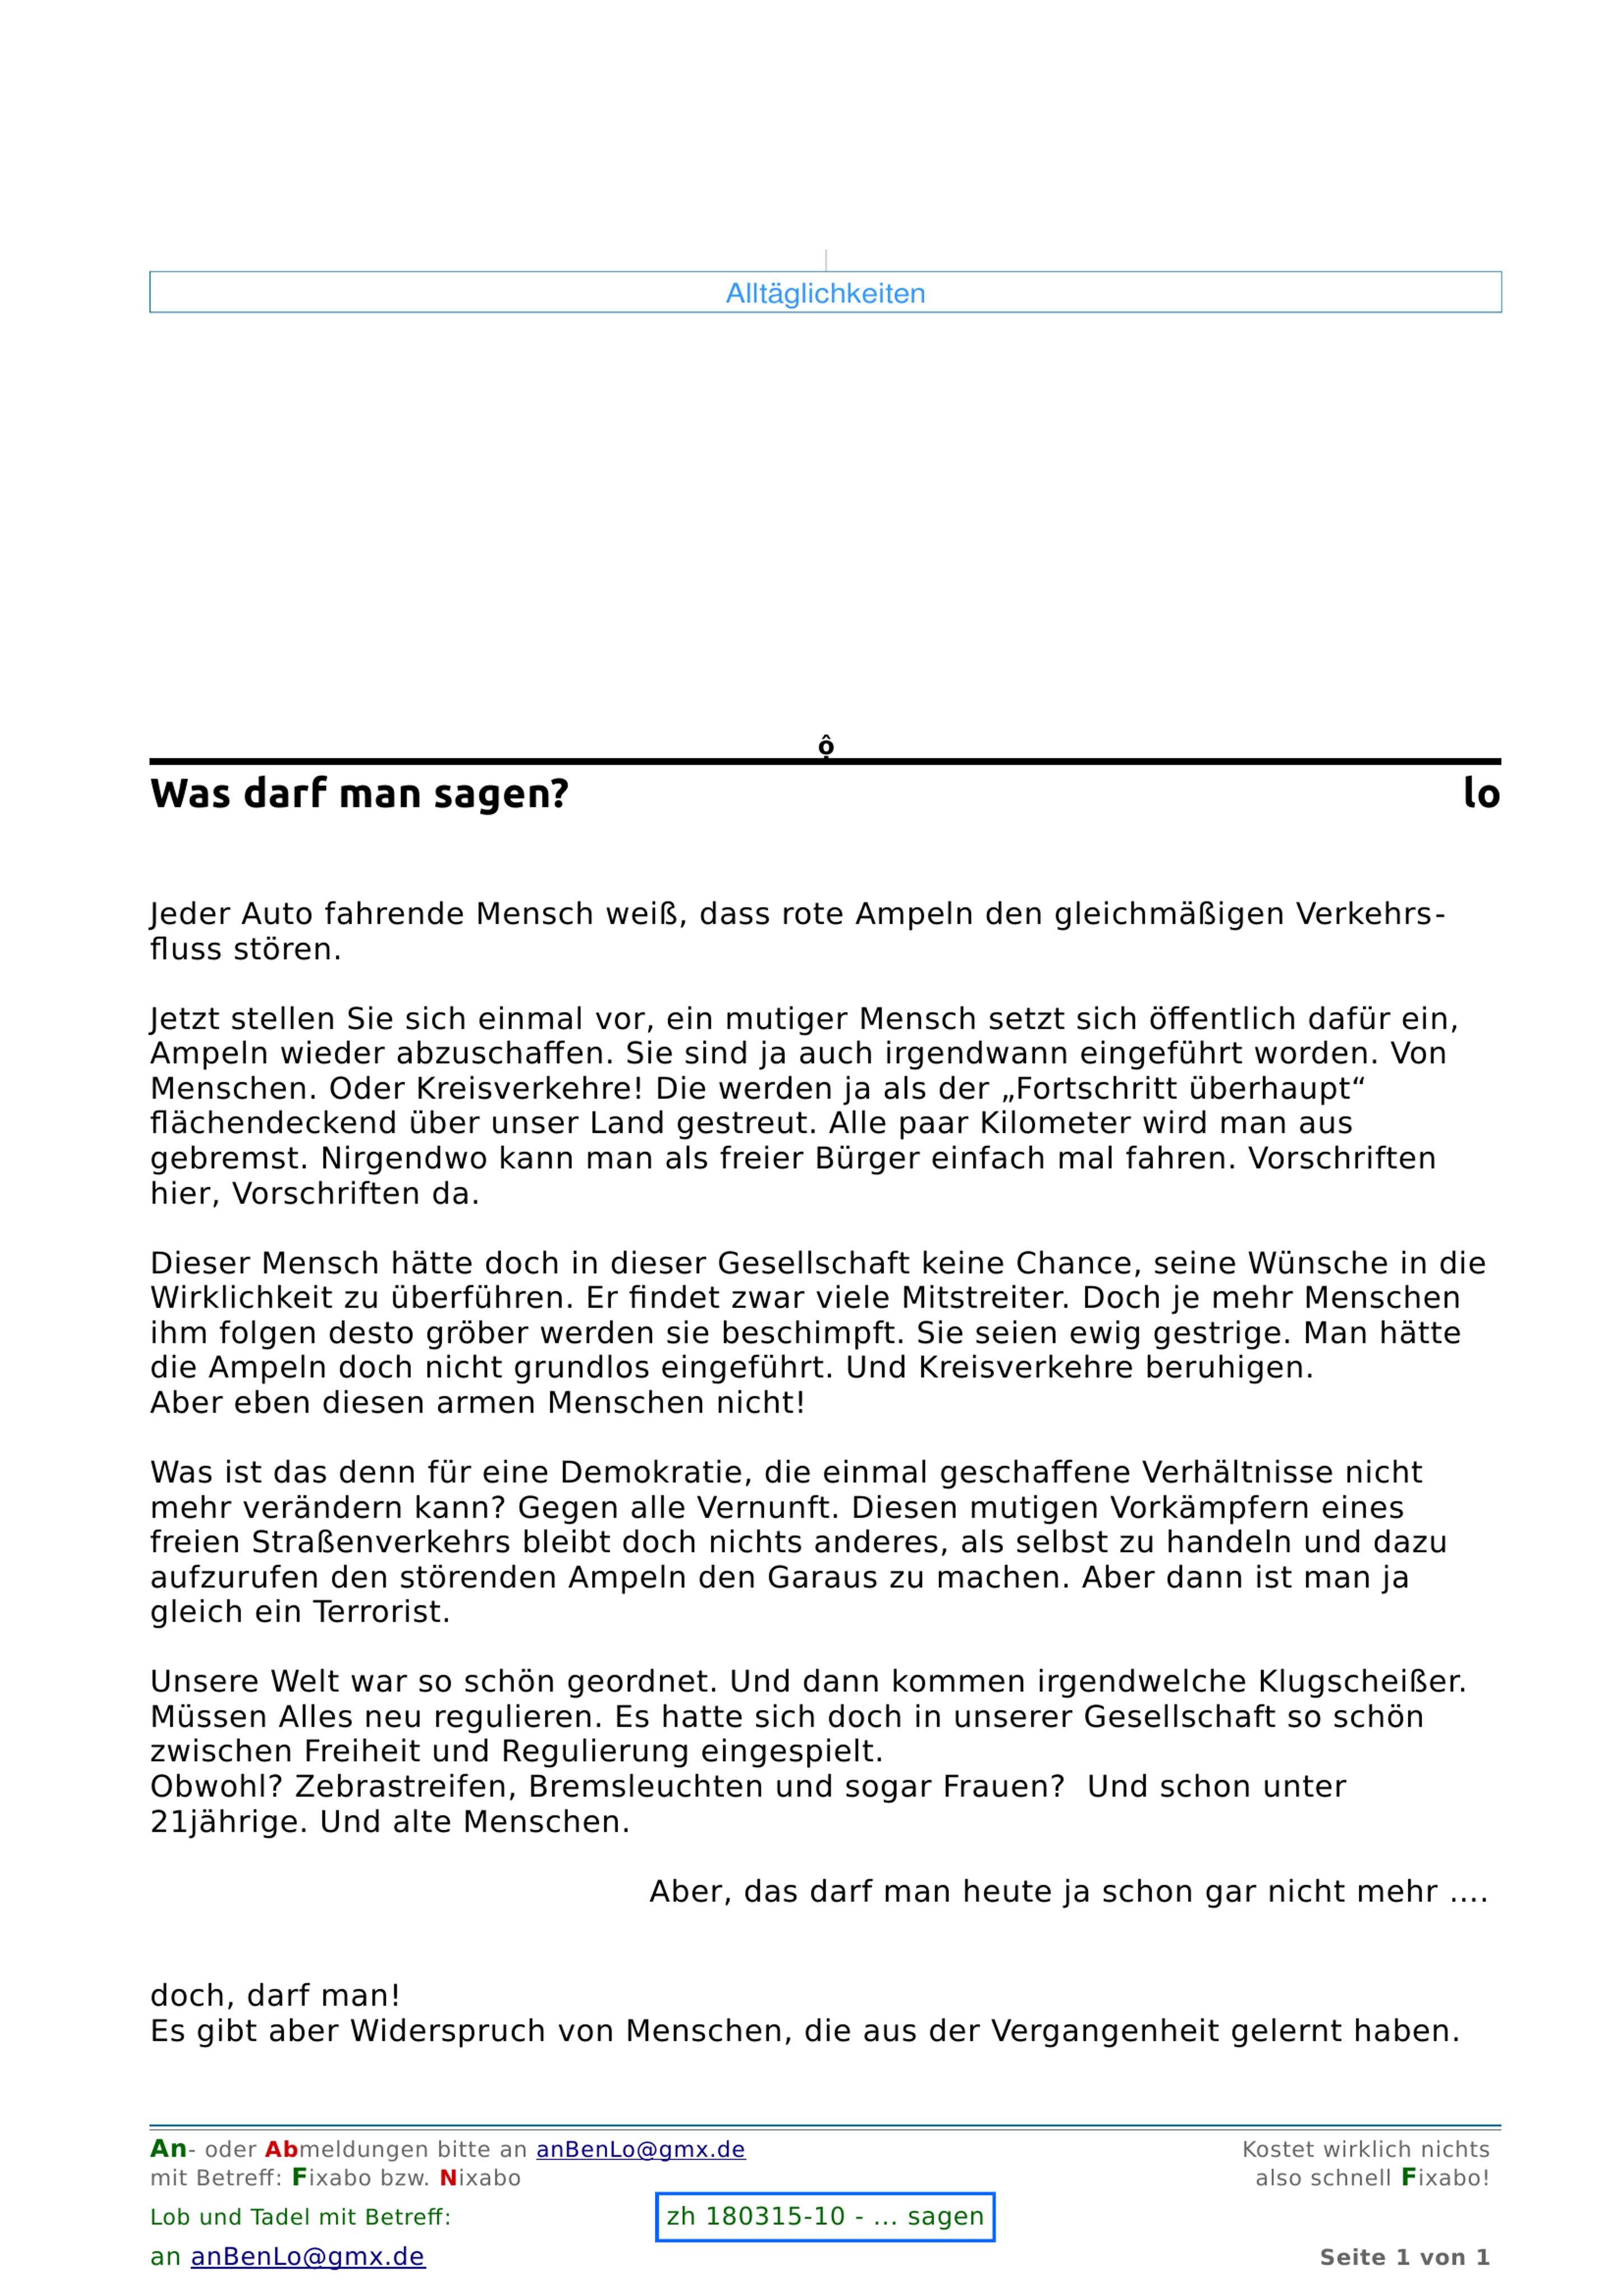 Alltäglichkeiten
ộ
Was darf man sagen? lo
Jeder Auto fahrende Mensch weiß, dass rote Ampeln den gleichmäßigen Verkehrs-
fluss stören.
Jetzt stellen Sie sich einmal vor, ein mutiger Mensch setzt sich öffentlich dafür ein,
Ampeln wieder abzuschaffen. Sie sind ja auch irgendwann eingeführt worden. Von
Menschen. Oder Kreisverkehre! Die werden ja als der „Fortschritt überhaupt“
flächendeckend über unser Land gestreut. Alle paar Kilometer wird man aus
gebremst. Nirgendwo kann man als freier Bürger einfach mal fahren. Vorschriften
hier, Vorschriften da.
Dieser Mensch hätte doch in dieser Gesellschaft keine Chance, seine Wünsche in die
Wirklichkeit zu überführen. Er findet zwar viele Mitstreiter. Doch je mehr Menschen
ihm folgen desto gröber werden sie beschimpft. Sie seien ewig gestrige. Man hätte
die Ampeln doch nicht grundlos eingeführt. Und Kreisverkehre beruhigen.
Aber eben diesen armen Menschen nicht!
Was ist das denn für eine Demokratie, die einmal geschaffene Verhältnisse nicht
mehr verändern kann? Gegen alle Vernunft. Diesen mutigen Vorkämpfern eines
freien Straßenverkehrs bleibt doch nichts anderes, als selbst zu handeln und dazu
aufzurufen den störenden Ampeln den Garaus zu machen. Aber dann ist man ja
gleich ein Terrorist.
Unsere Welt war so schön geordnet. Und dann kommen irgendwelche Klugscheißer.
Müssen Alles neu regulieren. Es hatte sich doch in unserer Gesellschaft so schön
zwischen Freiheit und Regulierung eingespielt.
Obwohl? Zebrastreifen, Bremsleuchten und sogar Frauen?  Und schon unter
21jährige. Und alte Menschen.
Aber, das darf man heute ja schon gar nicht mehr ....
doch, darf man!
Es gibt aber Widerspruch von Menschen, die aus der Vergangenheit gelernt haben.
An- oder Abmeldungen bitte an anBenLo@gmx.de Kostet wirklich nichts
mit Betreff: Fixabo bzw. Nixabo also schnell Fixabo!
Lob und Tadel mit Betreff: zh 180315-10 - ... sagen
an anBenLo@gmx.de Seite 1 von 1